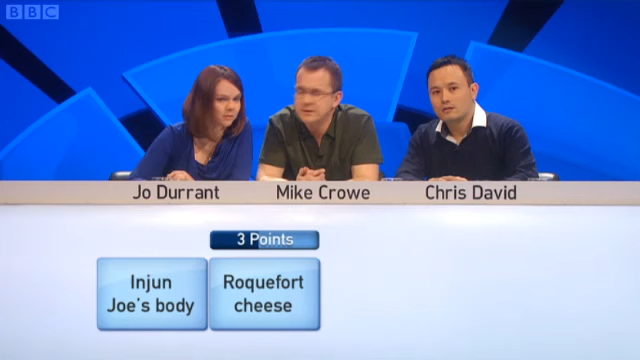 BBC
Jo Durrant
Mike Crowe
Chris David
3 Points
Injun
Joe's body
Roquefort
cheese